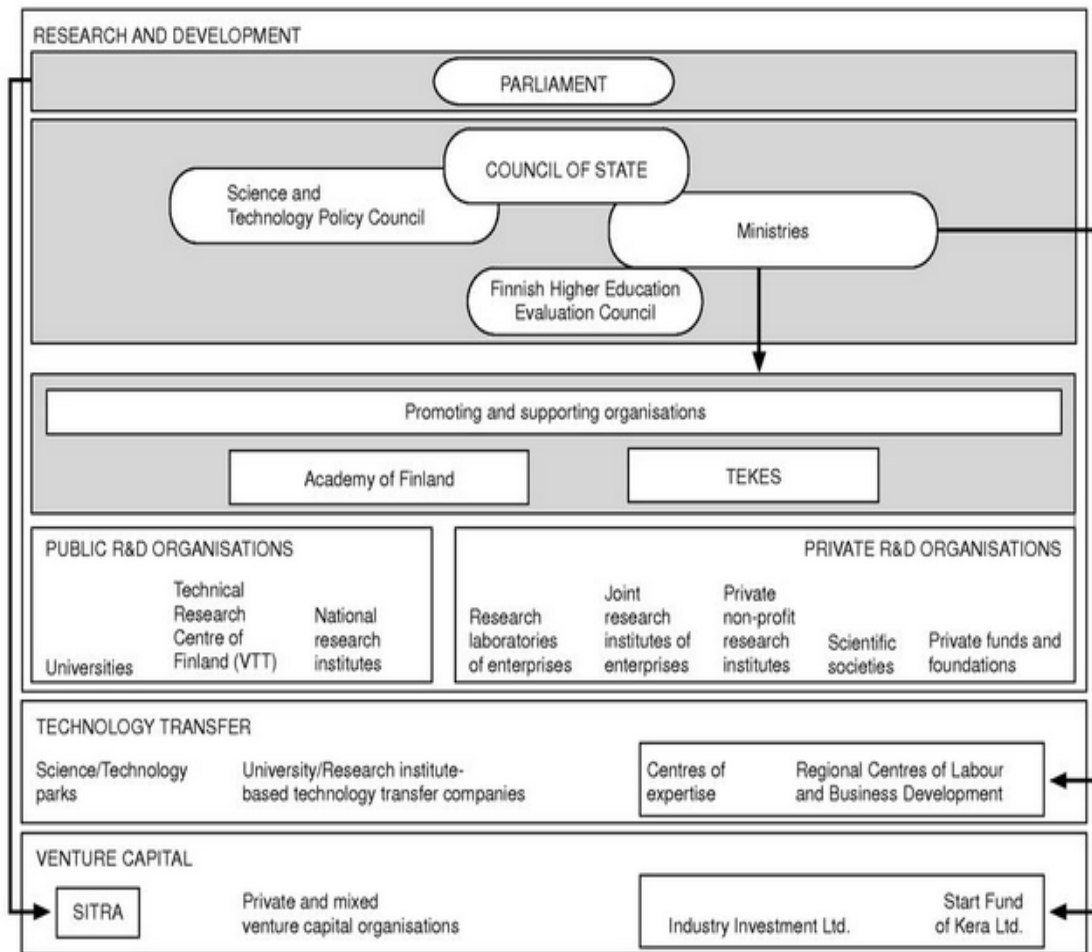 RESEARCH AND DEVELOPMENT
PARLIAMENT
COUNCIL OF STATE
Science and
Technology Policy Council
Ministries
Finnish Higher Education
Evaluation Council
Promoting and supporting organisations
Academy of Finland
TEKES
PUBLIC R&D ORGANISATIONS
Universities
Technical
Research
Centre of
Finland (VTT)
National
research
institutes
PRIVATE R&D ORGANISATIONS
Research
laboratories
of enterprises
Joint
research
institutes of
enterprises
Private
non-profit
research
institutes
Scientific
societies
Private funds and
foundations
TECHNOLOGY TRANSFER
Science/Technology
parks
University/Research institute-
based technology transfer companies
Centres of
expertise
Regional Centres of Labour
and Business Development
VENTURE CAPITAL
SITRA
Private and mixed
venture capital organisations
Industry Investment Ltd.
Start Fund
of Kera Ltd.